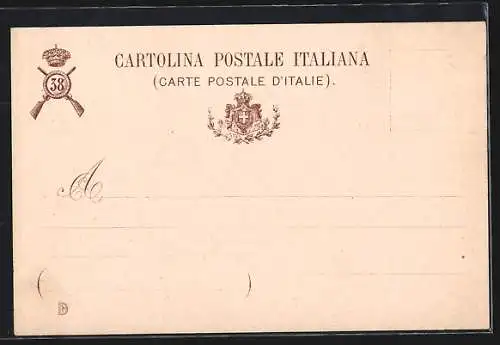 38
CARTOLINA POSTALE ITALIANA
(CARTE POSTALE D'ITALIE).
A
(                    )